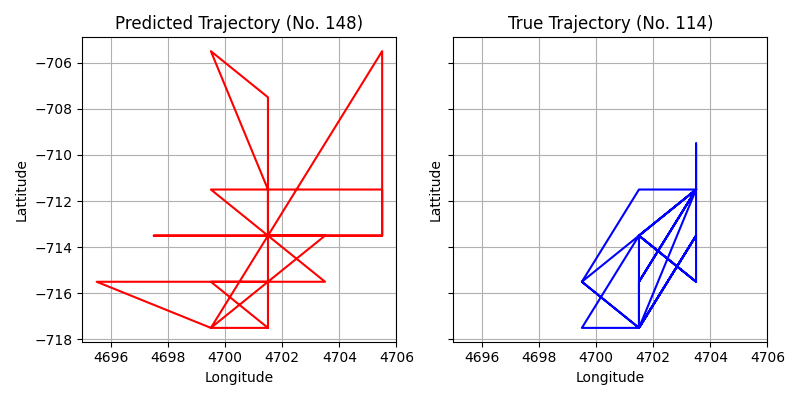 Predicted Trajectory (No. 148)
True Trajectory (No. 114)
Lattitude
−706
−708
−710
−712
−714
−716
−718
4696 4698 4700 4702 4704 4706
Longitude
Lattitude
4696 4698 4700 4702 4704 4706
Longitude